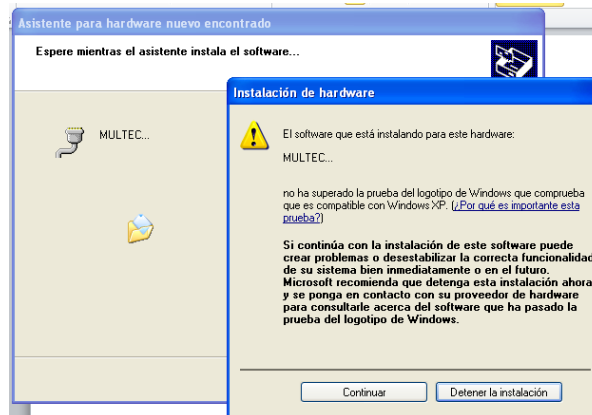 Asistente para hardware nuevo encontrado
Espere mientras el asistente instala el software...
MULTEC...
Instalación de hardware
El software que está instalando para este hardware:
MULTEC...
no ha superado la prueba del logotipo de Windows que comprueba
que es compatible con Windows XP. (¿Por qué es importante esta
prueba?)
Si continúa con la instalación de este software puede
crear problemas o desestabilizar la correcta funcionalidad
de su sistema bien inmediatamente o en el futuro.
Microsoft recomienda que detenga esta instalación ahora
y se ponga en contacto con su proveedor de hardware
para consultarle acerca del software que ha pasado la
prueba del logotipo de Windows.
Continuar
Detener la instalación